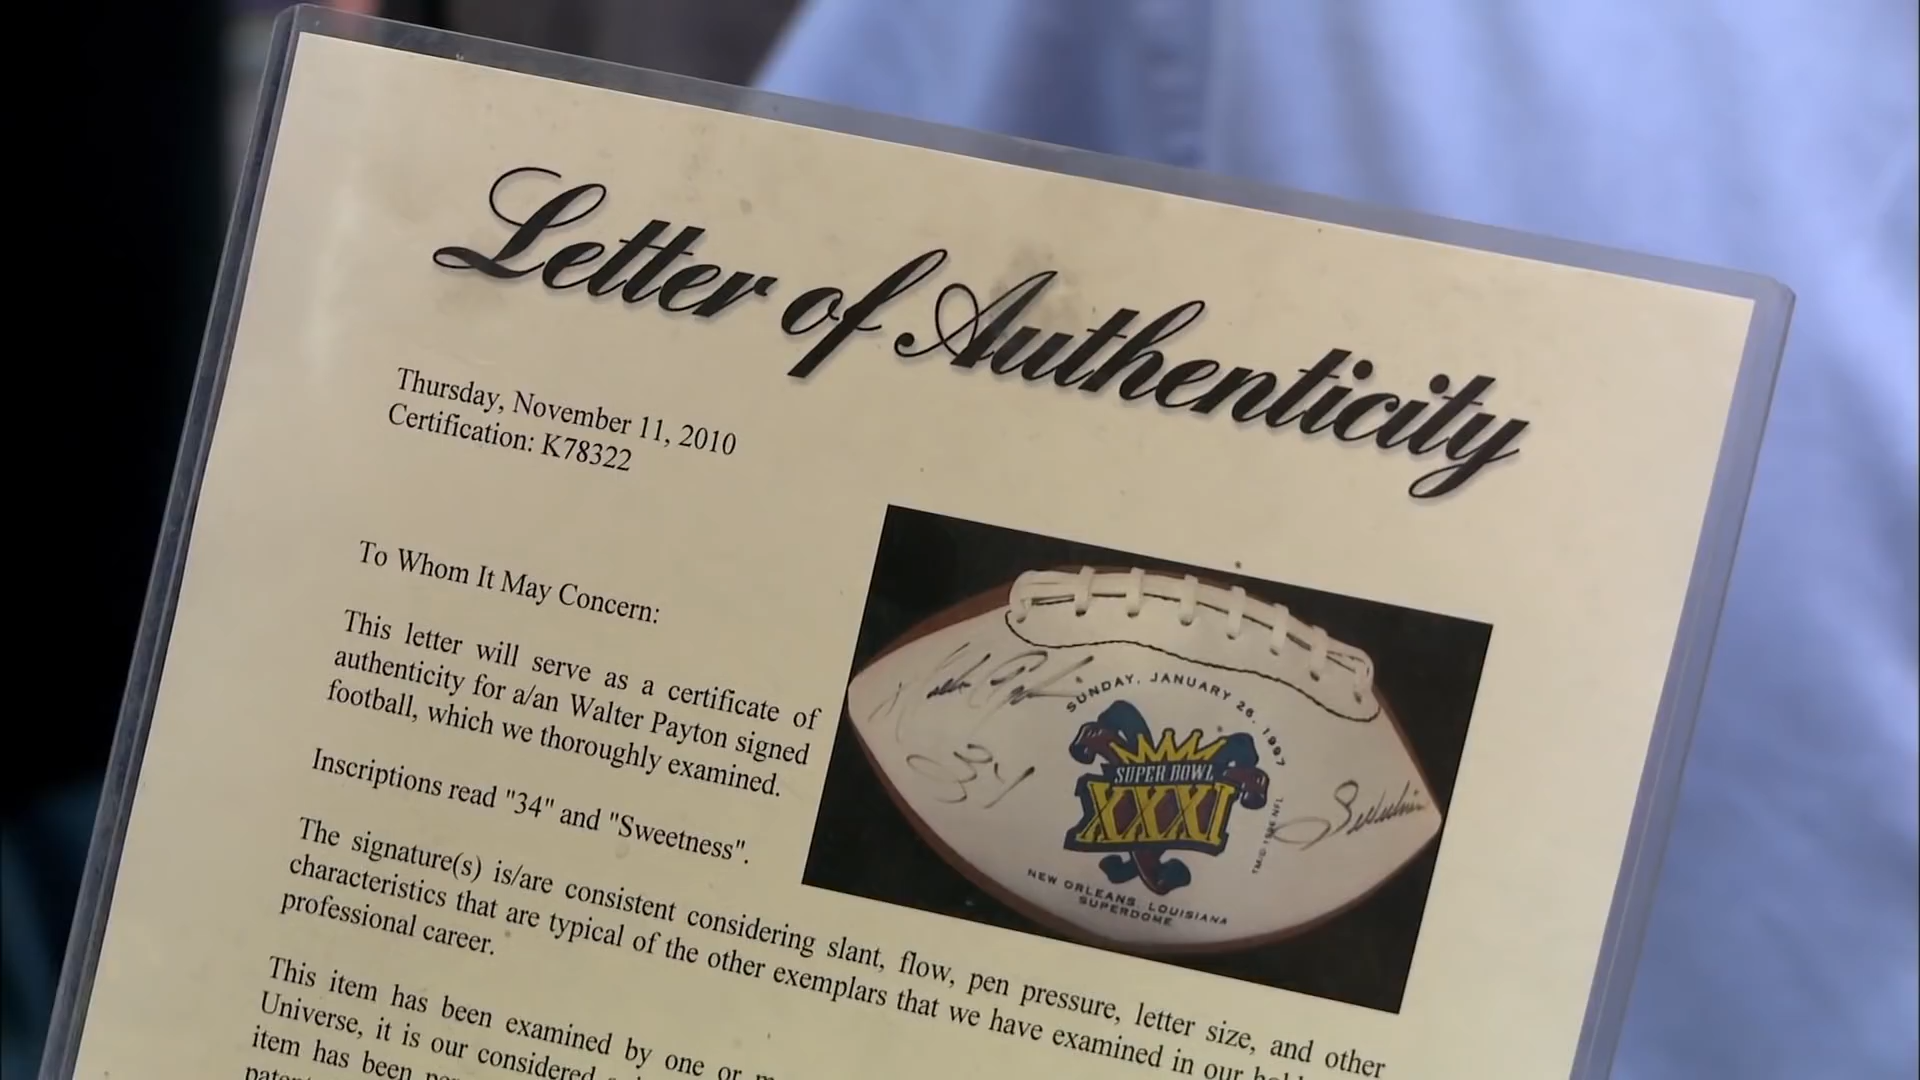 Letter of Authenticity
Thursday, November 11, 2010
Certification: K78322
To Whom It May Concern:
This letter will serve as a certificate of
authenticity for a/an Walter Payton signed
football, which we thoroughly examined.
Inscriptions read "34" and "Sweetness".
SUNDAY, JANUARY 26, 1997
SUPER BOWL
XXXI
34
NEW ORLEANS, LOUISIANA
SUPERDOME
The signature(s) is/are consistent considering slant, flow, pen pressure, letter size, and other
characteristics that are typical of the other exemplars that we have examined in our
professional career.
This item has been examined by one or
Universe, it is our considered
item has been